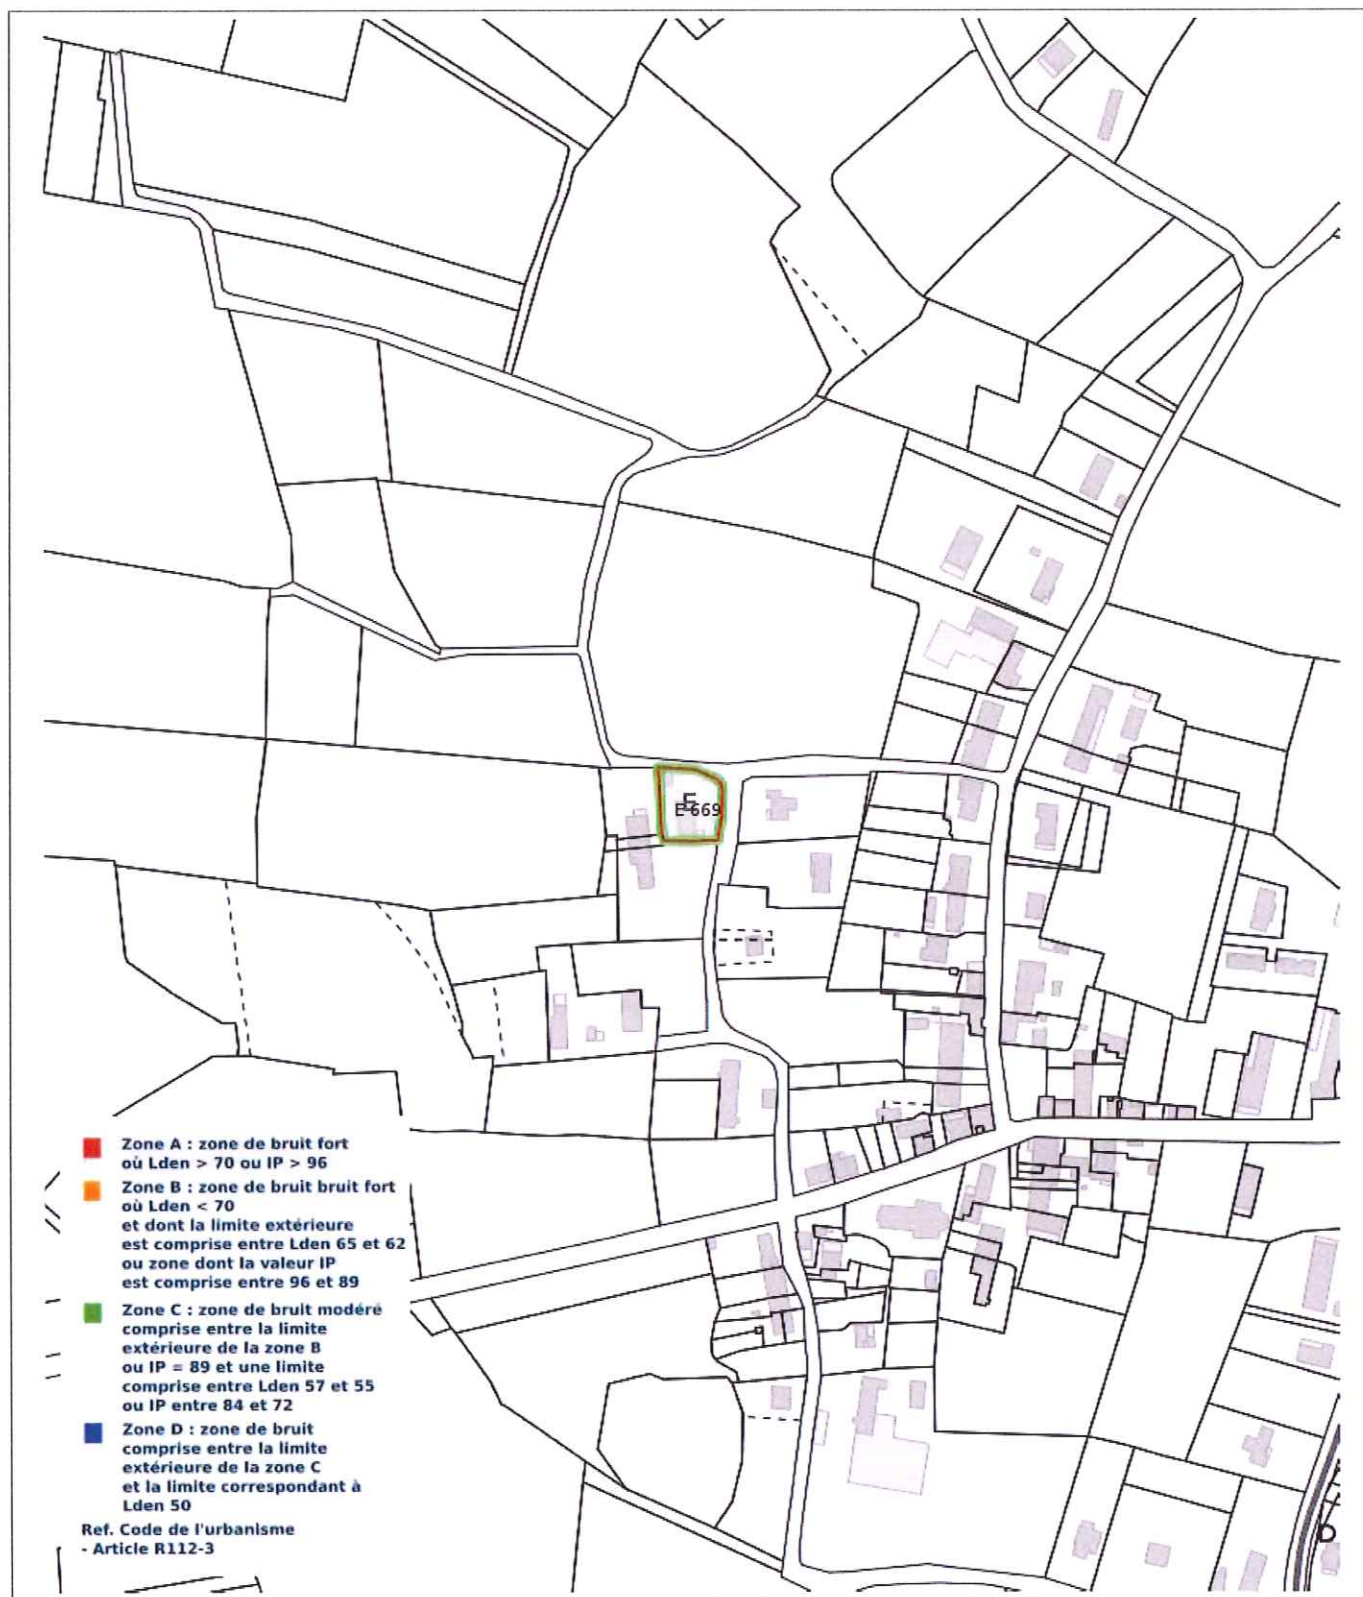 E
E 669
Zone A : zone de bruit fort
où Lden > 70 ou IP > 96
Zone B : zone de bruit bruit fort
où Lden < 70
et dont la limite extérieure
est comprise entre Lden 65 et 62
ou zone dont la valeur IP
est comprise entre 96 et 89
Zone C : zone de bruit modéré
comprise entre la limite
extérieure de la zone B
ou IP = 89 et une limite
comprise entre Lden 57 et 55
ou IP entre 84 et 72
Zone D : zone de bruit
comprise entre la limite
extérieure de la zone C
et la limite correspondant à
Lden 50
Ref. Code de l'urbanisme
- Article R112-3
D